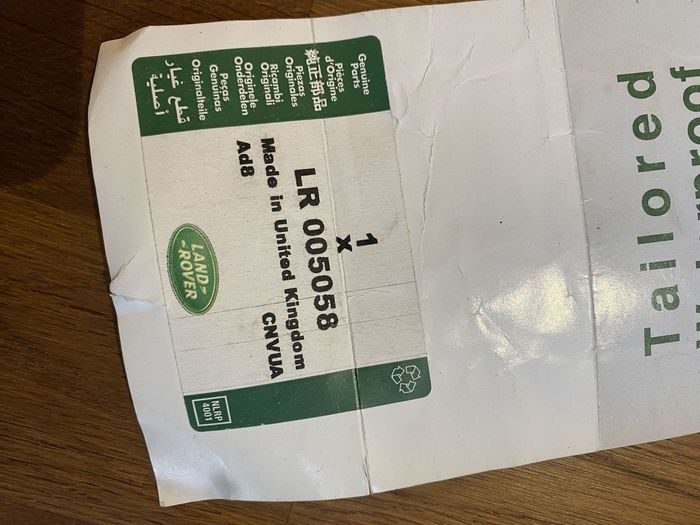 Genuine
Parts
Pièces
d'Origine
純正部品
Piezas
Originales
Ricambi
Originali
Originele
Onderdelen
Peças
Genuínas
Originalteile
قطع غيار
أصلية
1
x
LR 005058
Made in United Kingdom
CNVUA
Ad8
LAND-
-ROVER
NLRP
4001
Tailored
Waterproof